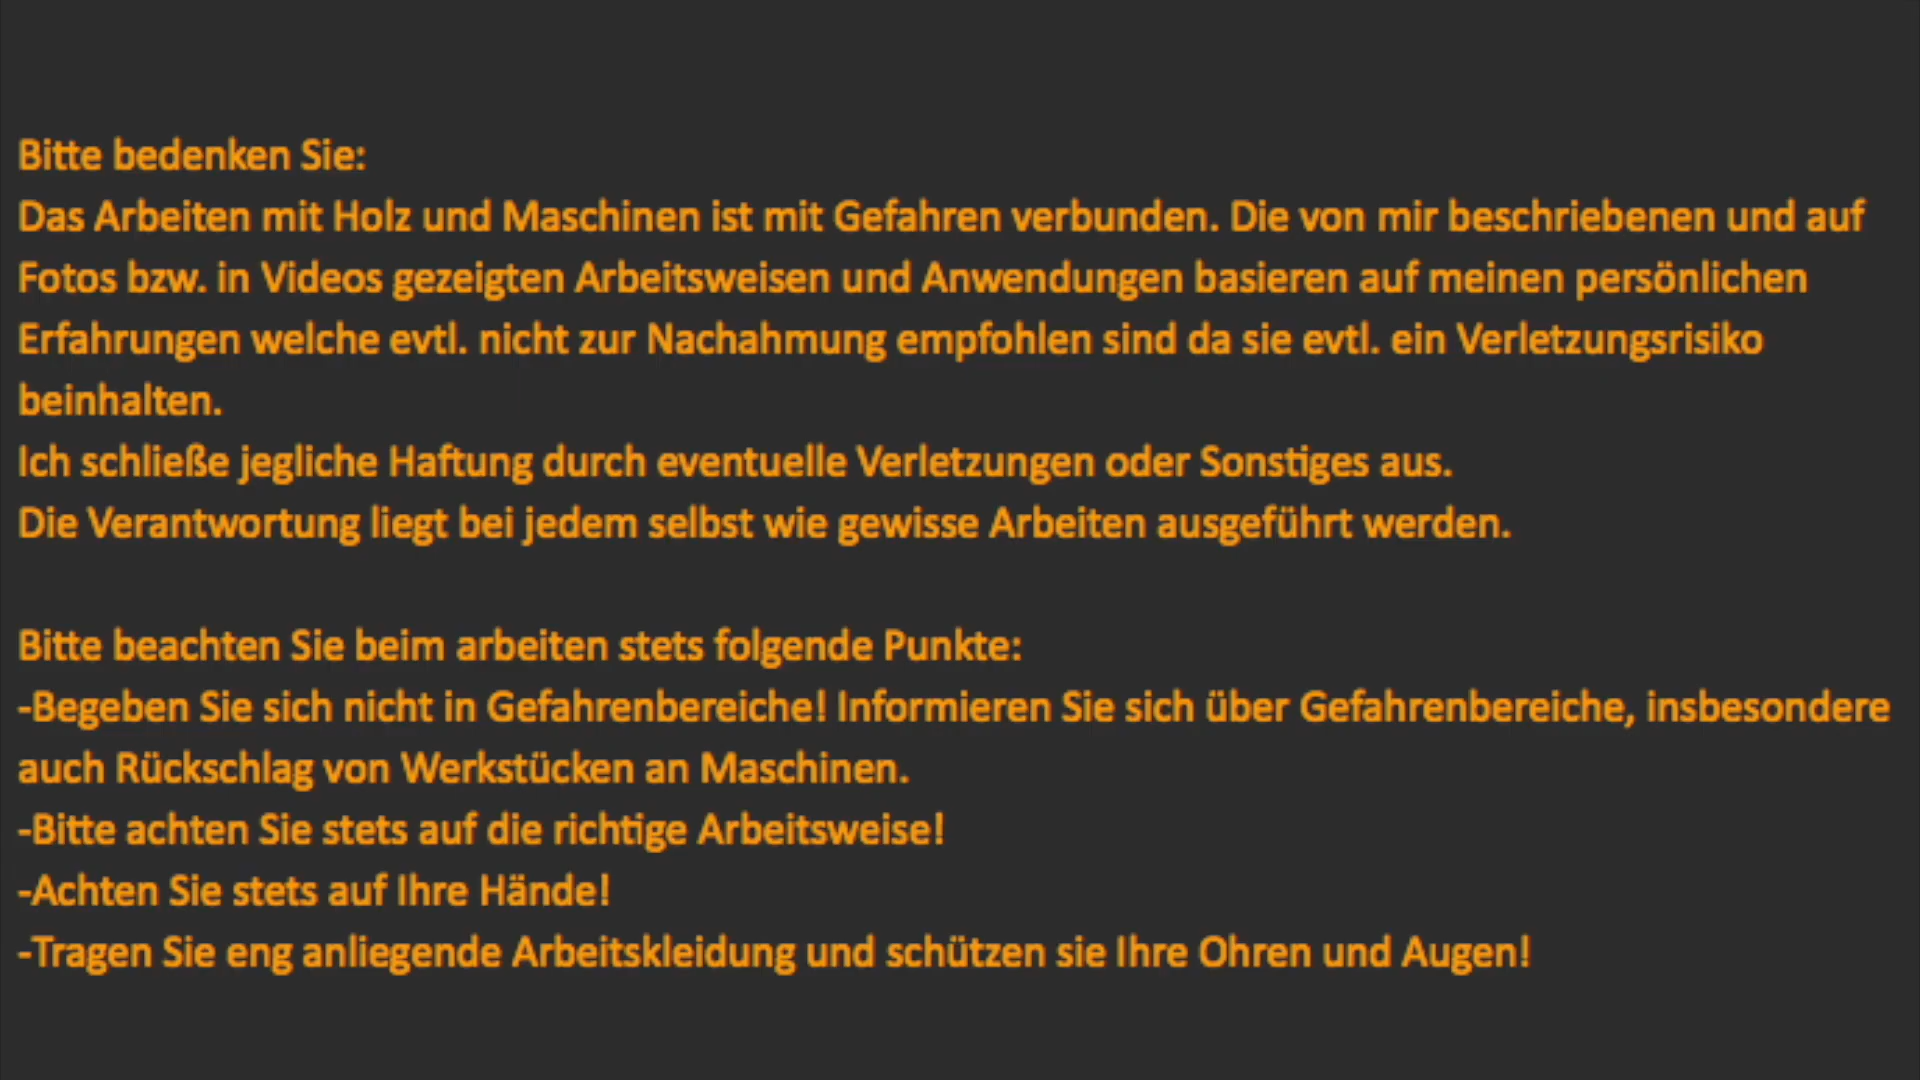 Bitte bedenken Sie:
Das Arbeiten mit Holz und Maschinen ist mit Gefahren verbunden. Die von mir beschriebenen und auf
Fotos bzw. in Videos gezeigten Arbeitsweisen und Anwendungen basieren auf meinen persönlichen
Erfahrungen welche evtl. nicht zur Nachahmung empfohlen sind da sie evtl. ein Verletzungsrisiko
beinhalten.
Ich schließe jegliche Haftung durch eventuelle Verletzungen oder Sonstiges aus.
Die Verantwortung liegt bei jedem selbst wie gewisse Arbeiten ausgeführt werden.
Bitte beachten Sie beim arbeiten stets folgende Punkte:
-Begeben Sie sich nicht in Gefahrenbereiche! Informieren Sie sich über Gefahrenbereiche, insbesondere
auch Rückschlag von Werkstücken an Maschinen.
-Bitte achten Sie stets auf die richtige Arbeitsweise!
-Achten Sie stets auf Ihre Hände!
-Tragen Sie eng anliegende Arbeitskleidung und schützen sie Ihre Ohren und Augen!